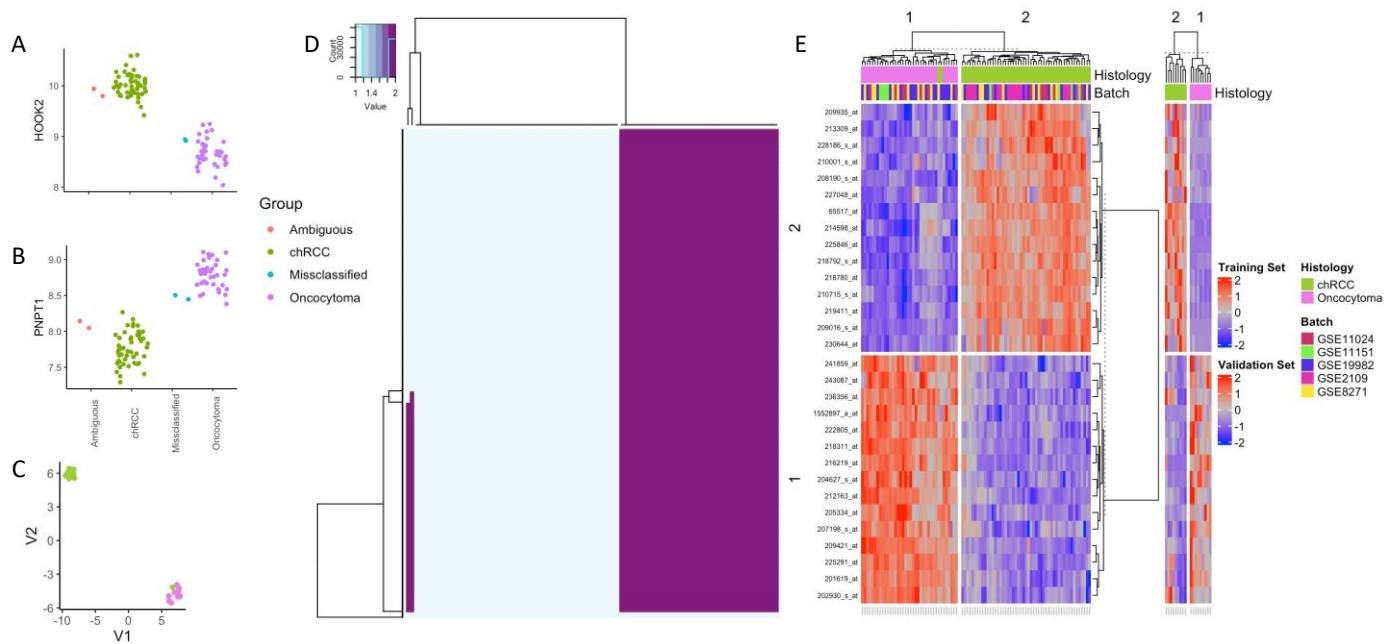 A
HOOK2
10
9
8
B
PNPT1
9.0
8.5
8.0
7.5
Ambiguous
chRCC
Missclassified
Oncocytoma
Group
Ambiguous
chRCC
Missclassified
Oncocytoma
C
V2
6
3
0
-3
-6
-10
-5
0
5
V1
D
Count
0
30000
1
1.4
2
Value
E
1
2
2
1
Histology
Batch
Histology
2
209935_at
213309_at
228186_s_at
210001_s_at
208190_s_at
227048_at
65517_at
214598_at
225846_at
218792_s_at
218780_at
210715_s_at
219411_at
209016_s_at
230644_at
1
241859_at
243087_at
236356_at
1552897_a_at
222805_at
218311_at
216219_at
204627_s_at
212163_at
205334_at
207198_s_at
209421_at
225291_at
201619_at
202930_s_at
Training Set
2
1
0
-1
-2
Validation Set
2
1
0
-1
-2
Histology
chRCC
Oncocytoma
Batch
GSE11024
GSE11151
GSE19982
GSE2109
GSE8271